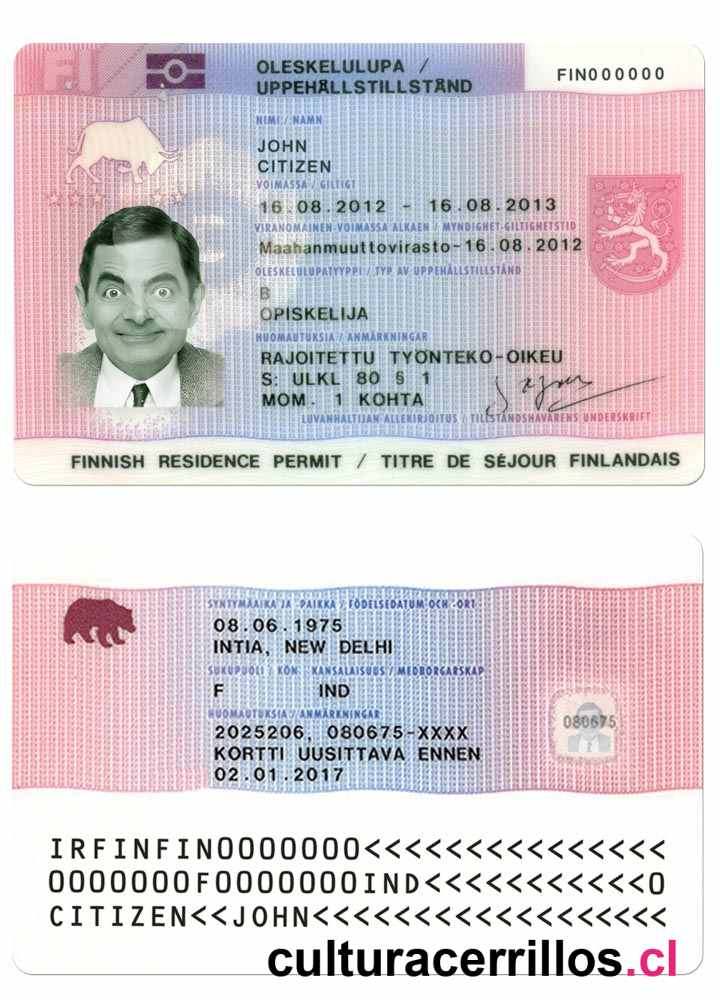 FI
OLESKELULUPA /
UPPEHÅLLSTILLSTÅND
FIN000000
NIMI / NAMN
JOHN
CITIZEN
VOIMASSA / GILTIGT
16.08.2012 - 16.08.2013
VIRANOMAINEN-VOIMASSA ALKAEN / MYNDIGHET-GILTIGHETSTID
Maahanmuuttovirasto-16.08.2012
OLESKELULUPATYYPPI / TYP AV UPPEHÅLLSTILLSTÅND
B
OPISKELIJA
HUOMAUTUKSIA / ANMÄRKNINGAR
RAJOITETTU TYÖNTEKO-OIKEU
S: ULKL 80 § 1
MOM. 1 KOHTA
LUVANHALTIJAN ALLEKIRJOITUS / TILLSTÅNDSHAVARENS UNDERSKRIFT
FINNISH RESIDENCE PERMIT / TITRE DE SÉJOUR FINLANDAIS
SYNTYMÄAIKA JA -PAIKKA / FÖDELSEDATUM OCH -ORT
08.06.1975
INTIA, NEW DELHI
SUKUPUOLI / KÖN KANSALAISUUS / MEDBORGARSKAP
F IND
HUOMAUTUKSIA / ANMÄRKNINGAR
2025206, 080675-XXXX
KORTTI UUSITTAVA ENNEN
02.01.2017
080675
IRFINFIN0000000<<<<<<<<<<<<<<<
0000000F0000000IND<<<<<<<<<<<0
CITIZEN<<JOHN<<<<<<<<<<<<<<<<<
culturacerrillos.cl